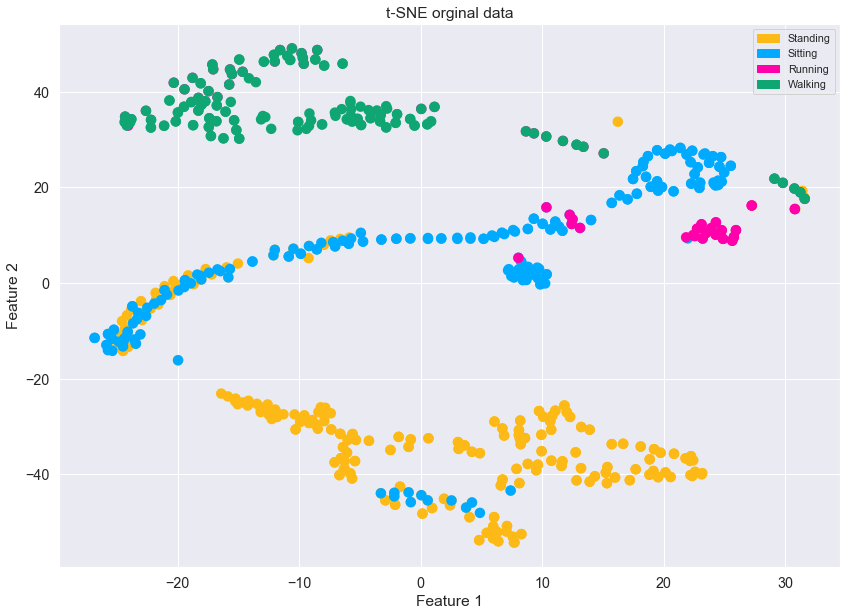 t-SNE orginal data
Standing
Sitting
Running
Walking
40
20
0
−20
−40
Feature 2
−20 −10 0 10 20 30
Feature 1